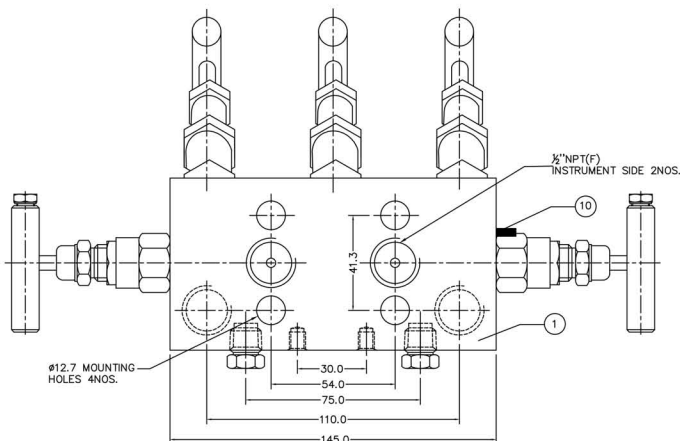 ½"NPT(F)
INSTRUMENT SIDE 2NOS.
10
41.3
1
Ø12.7 MOUNTING
HOLES 4NOS.
30.0
54.0
75.0
110.0
145.0